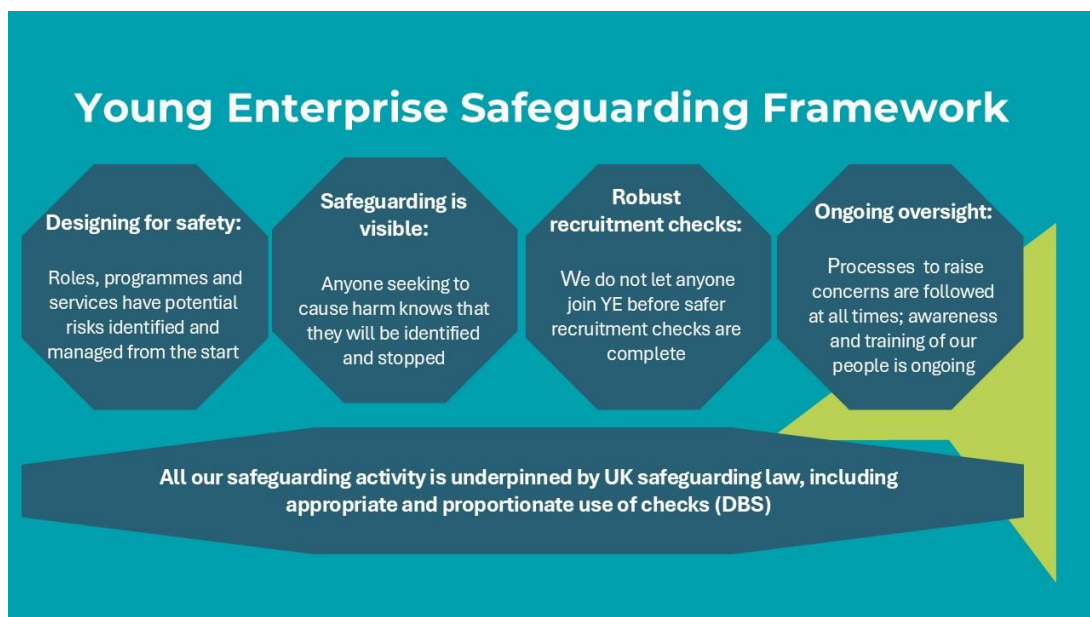 Young Enterprise Safeguarding Framework
Designing for safety:
Roles, programmes and
services have potential
risks identified and
managed from the start
Safeguarding is
visible:
Anyone seeking to
cause harm knows that
they will be identified
and stopped
Robust
recruitment checks:
We do not let anyone
join YE before safer
recruitment checks are
complete
Ongoing oversight:
Processes to raise
concerns are followed
at all times; awareness
and training of our
people is ongoing
All our safeguarding activity is underpinned by UK safeguarding law, including
appropriate and proportionate use of checks (DBS)